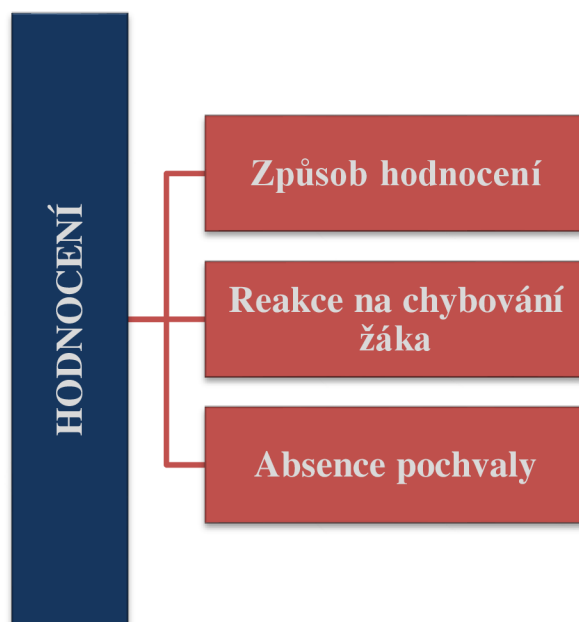 HODNOCENÍ
Způsob hodnocení
Reakce na chybování
žáka
Absence pochvaly